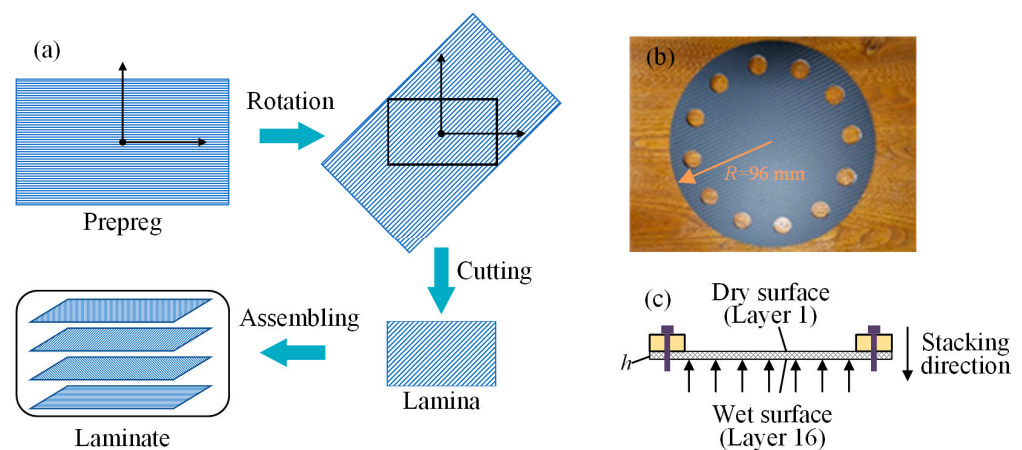 (a)
Rotation
Prepreg
Cutting
Assembling
Lamina
Laminate
(b)
R=96 mm
(c)
Dry surface
(Layer 1)
h
Stacking
direction
Wet surface
(Layer 16)